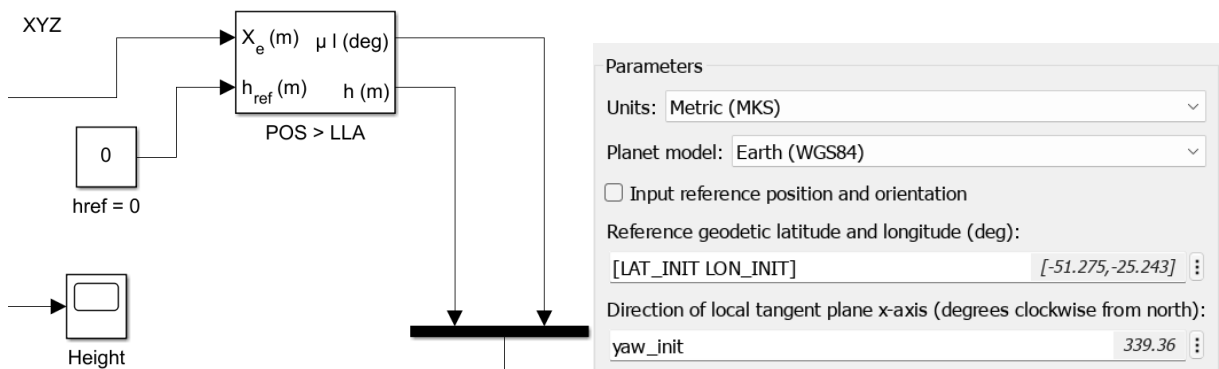 XYZ
Xe (m)
μ l (deg)
href (m)
h (m)
POS > LLA
0
href = 0
Height
Parameters
Units: Metric (MKS)
Planet model: Earth (WGS84)
Input reference position and orientation
Reference geodetic latitude and longitude (deg):
[LAT_INIT LON_INIT] [-51.275,-25.243]
Direction of local tangent plane x-axis (degrees clockwise from north):
yaw_init 339.36